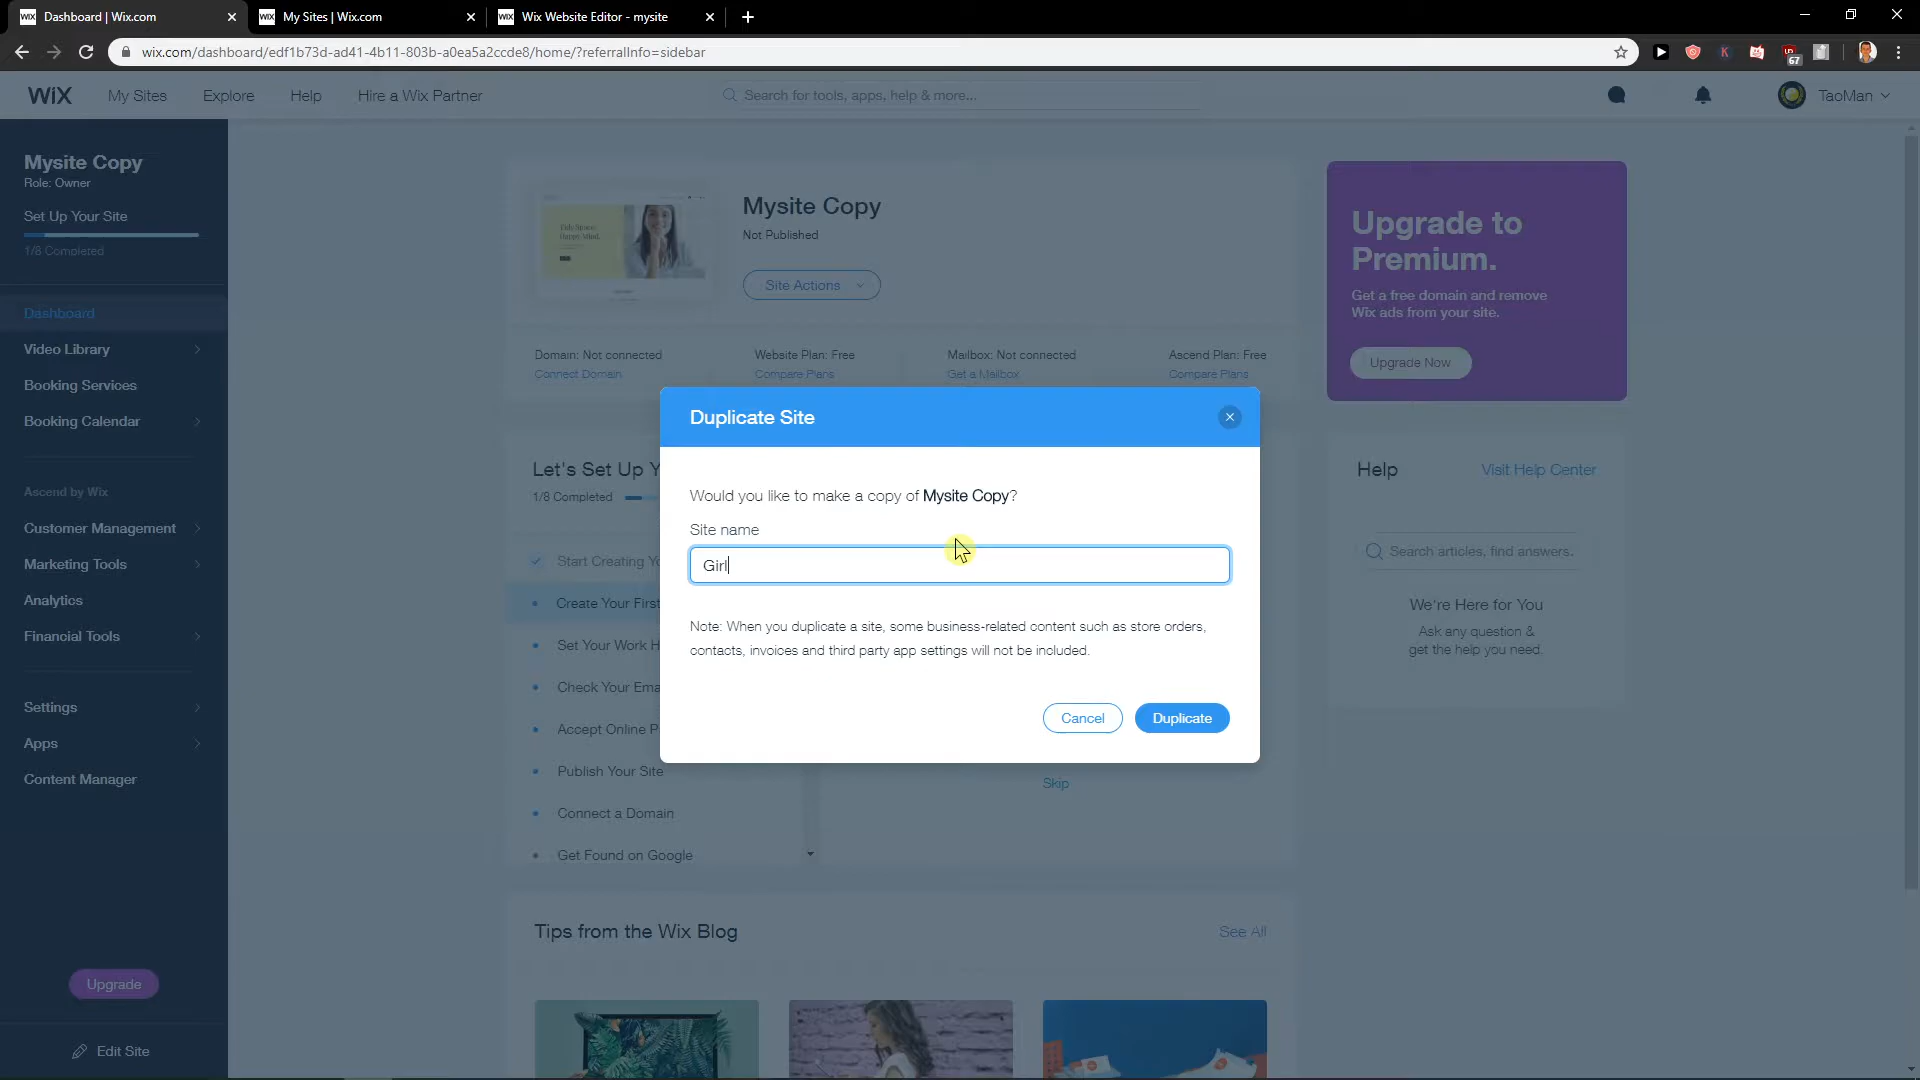 Dashboard | Wix.com
My Sites | Wix.com
Wix Website Editor - mysite
wix.com/dashboard/edf1b73d-ad41-4b11-803b-a0ea5a2ccde8/home/?referralInfo=sidebar
67
WiX
My Sites
Explore
Help
Hire a Wix Partner
Search for tools, apps, help & more...
TaoMan
Mysite Copy
Role: Owner
Set Up Your Site
1/8 Completed
Dashboard
Video Library
Booking Services
Booking Calendar
Ascend by Wix
Customer Management
Marketing Tools
Analytics
Financial Tools
Settings
Apps
Content Manager
Upgrade
Edit Site
Tidy Space.
Happy Mind.
Mysite Copy
Not Published
Site Actions
Domain: Not connected
Connect Domain
Website Plan: Free
Compare Plans
Mailbox: Not connected
Get a Mailbox
Ascend Plan: Free
Compare Plans
Upgrade to
Premium.
Get a free domain and remove
Wix ads from your site.
Upgrade Now
Let's Set Up Y
1/8 Completed
Start Creating Yo
Create Your First
Set Your Work H
Check Your Ema
Accept Online P
Publish Your Site
Connect a Domain
Get Found on Google
Skip
Duplicate Site
Would you like to make a copy of Mysite Copy?
Site name
Girl
Note: When you duplicate a site, some business-related content such as store orders,
contacts, invoices and third party app settings will not be included.
Cancel
Duplicate
Help
Visit Help Center
Search articles, find answers.
We're Here for You
Ask any question &
get the help you need.
Tips from the Wix Blog
See All